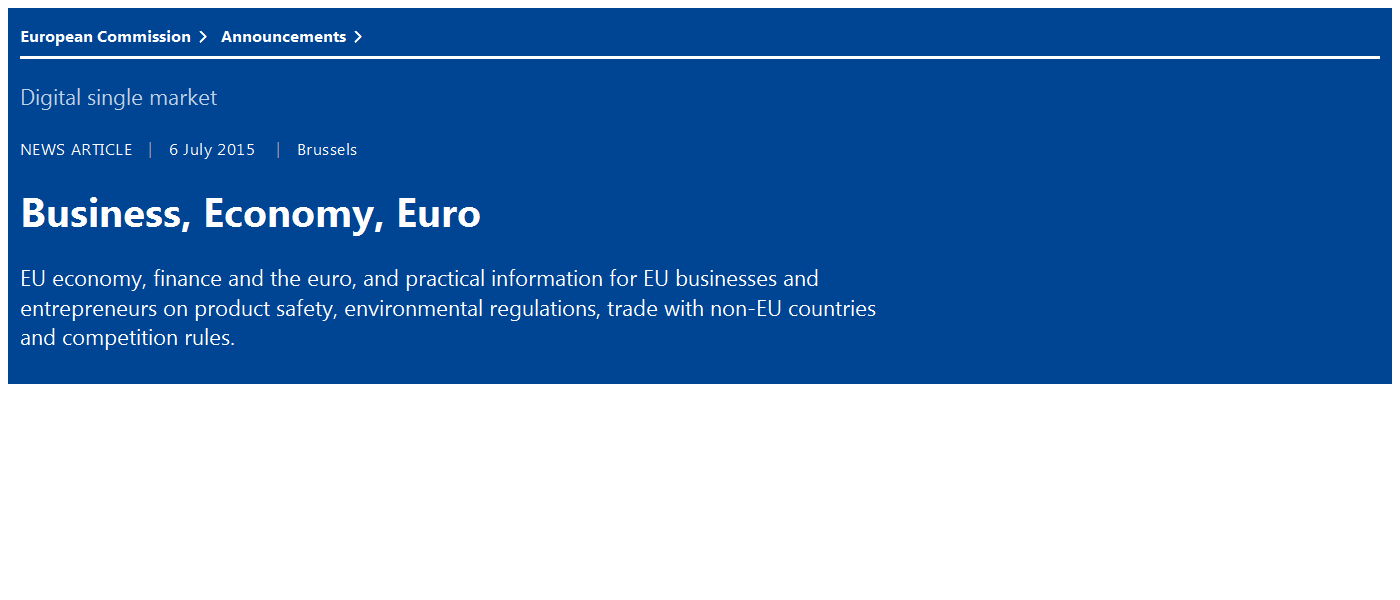 European Commission > Announcements >
Digital single market
NEWS ARTICLE | 6 July 2015 | Brussels
Business, Economy, Euro
EU economy, finance and the euro, and practical information for EU businesses and
entrepreneurs on product safety, environmental regulations, trade with non-EU countries
and competition rules.